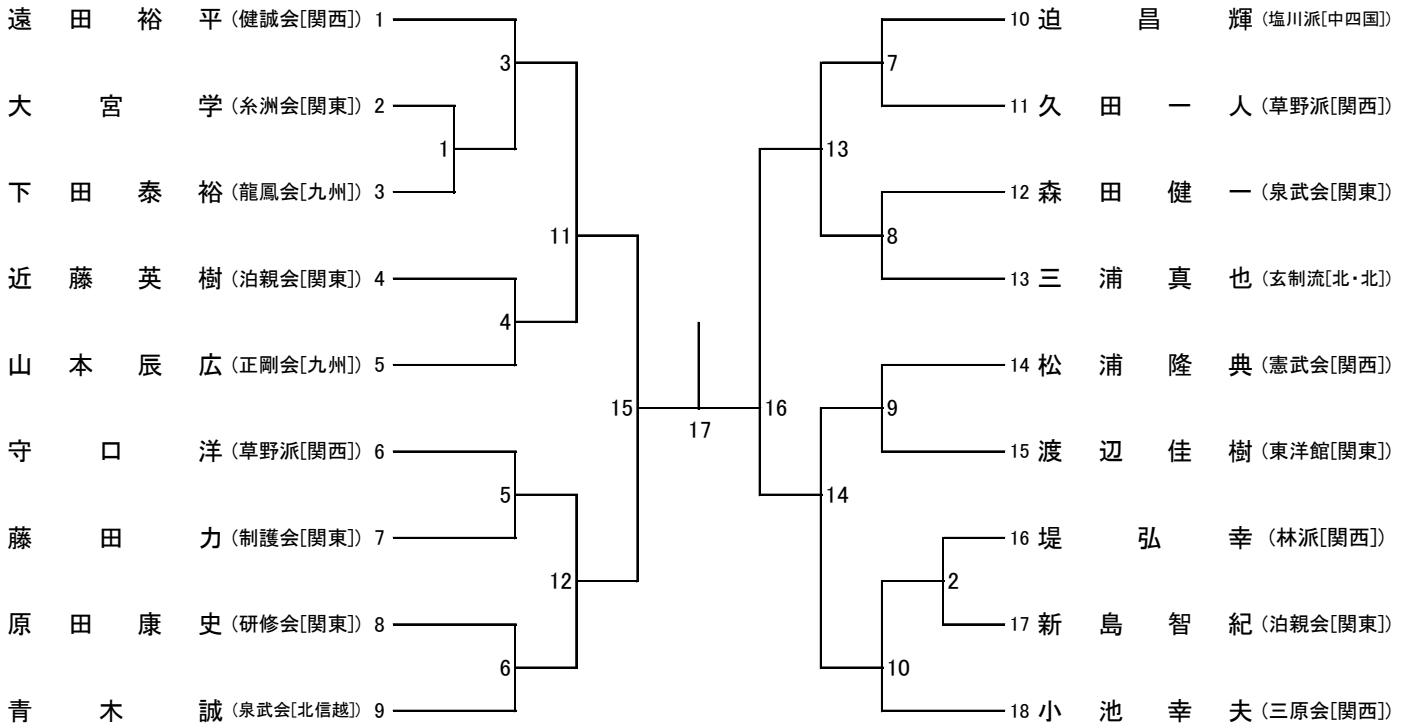 遠田裕平 (健誠会[関西]) 1
3
大宮学 (糸洲会[関東]) 2
1
下田泰裕 (龍鳳会[九州]) 3
11
近藤英樹 (泊親会[関東]) 4
4
山本辰広 (正剛会[九州]) 5
15
守口洋 (草野派[関西]) 6
5
藤田力 (制護会[関東]) 7
12
原田康史 (研修会[関東]) 8
6
青木誠 (泉武会[北信越]) 9
17
10 迫昌輝 (塩川派[中四国])
7
11 久田一人 (草野派[関西])
13
12 森田健一 (泉武会[関東])
8
13 三浦真也 (玄制流[北・北])
16
14 松浦隆典 (憲武会[関西])
9
15 渡辺佳樹 (東洋館[関東])
14
16 堤弘幸 (林派[関西])
2
17 新島智紀 (泊親会[関東])
10
18 小池幸夫 (三原会[関西])